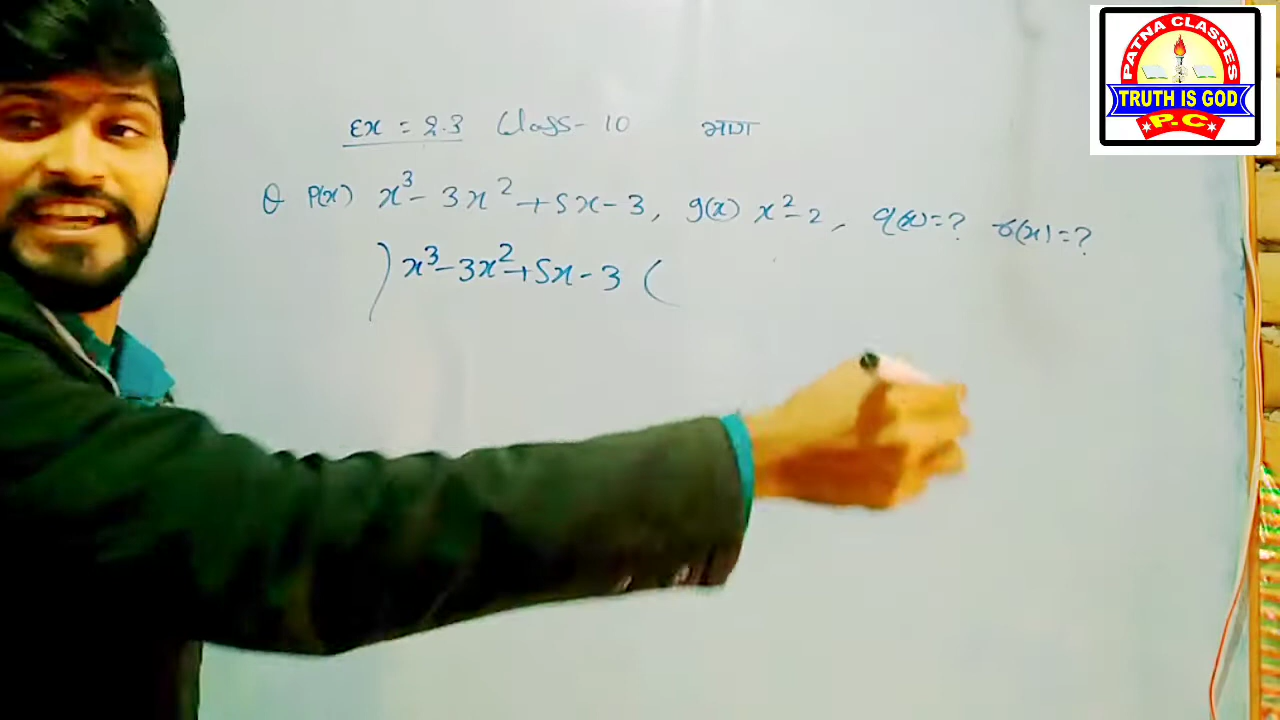 PATNA CLASSES
TRUTH IS GOD
P.C
Ex = 2.3 Class - 10 भाग
Q P(x) x³ - 3x² + 5x - 3, g(x) x² - 2, q(x) = ? r(x) = ?
) x³ - 3x² + 5x - 3 (